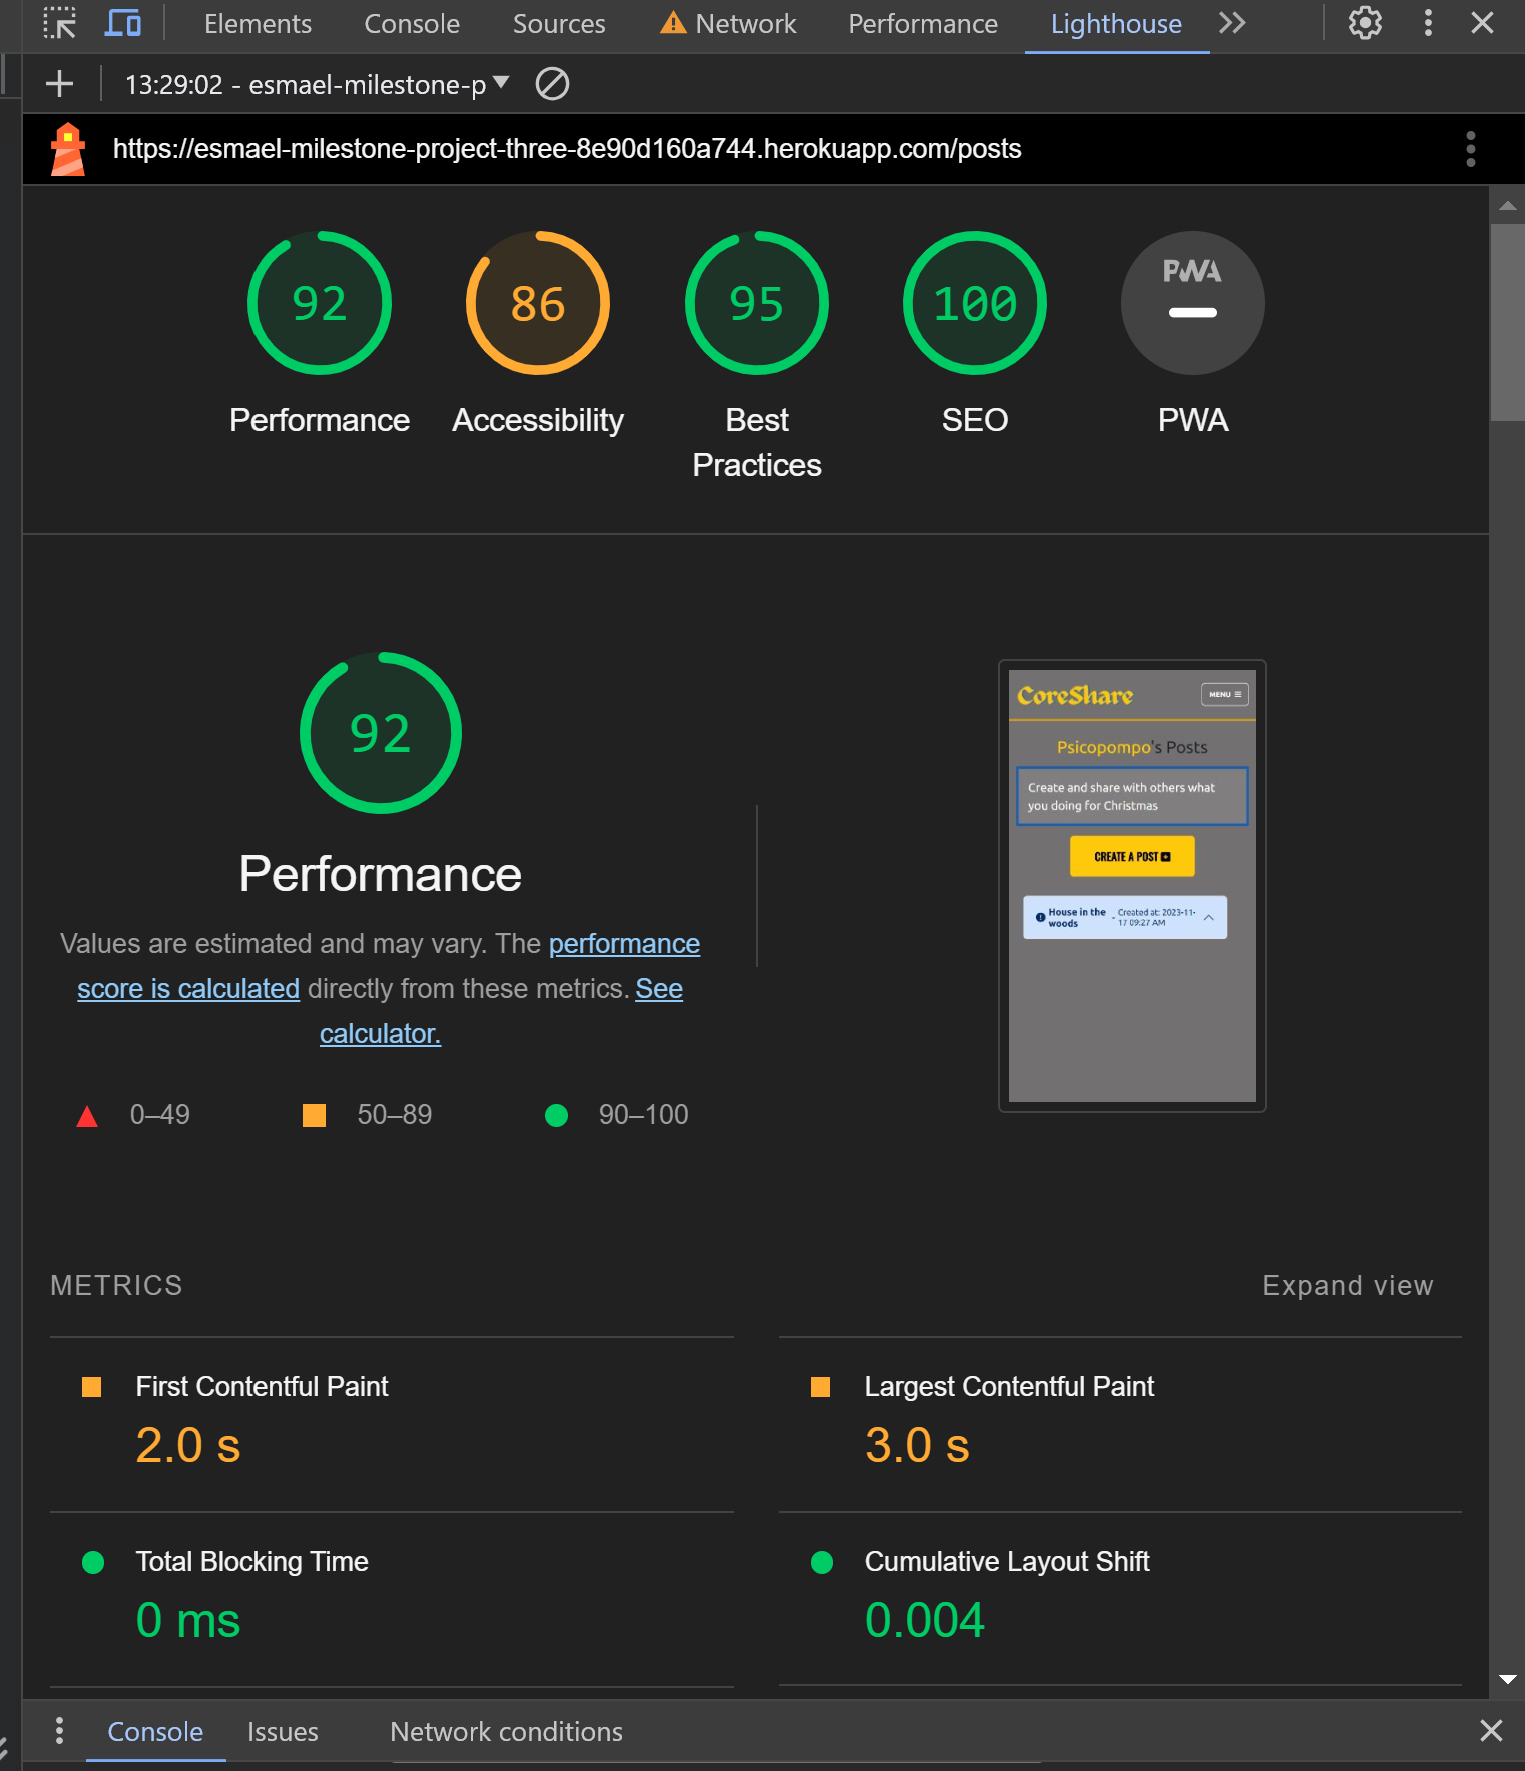 Elements Console Sources Network Performance Lighthouse
13:29:02 - esmael-milestone-p
https://esmael-milestone-project-three-8e90d160a744.herokuapp.com/posts
92 86 95 100 PWA
Performance Accessibility Best Practices SEO PWA
92
Performance
Values are estimated and may vary. The performance
score is calculated directly from these metrics. See
calculator.
0–49 50–89 90–100
CoreShare MENU
Psicopompo's Posts
Create and share with others what
you doing for Christmas
CREATE A POST
House in the woods - Created at: 2023-11-17 09:27 AM
METRICS Expand view
First Contentful Paint
2.0 s
Largest Contentful Paint
3.0 s
Total Blocking Time
0 ms
Cumulative Layout Shift
0.004
Console Issues Network conditions